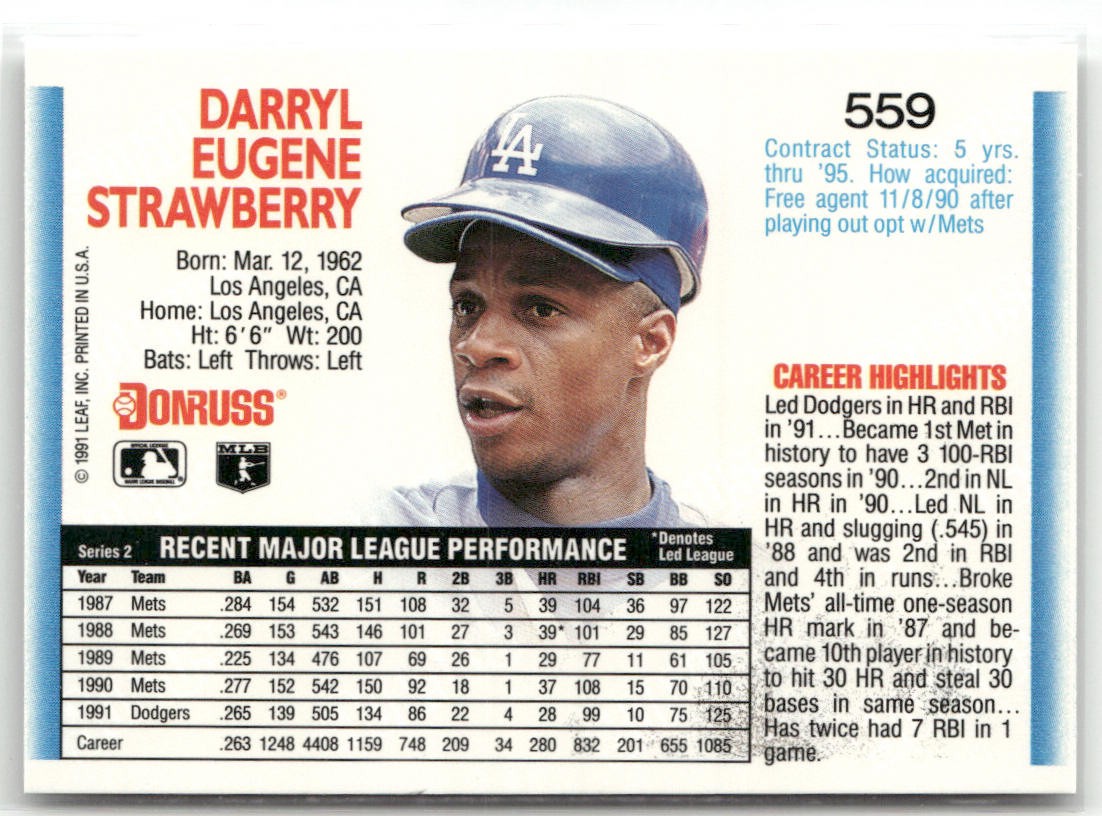 DARRYL
EUGENE
STRAWBERRY
Born: Mar. 12, 1962
Los Angeles, CA
Home: Los Angeles, CA
Ht: 6'6" Wt: 200
Bats: Left Throws: Left
© 1991 LEAF, INC. PRINTED IN U.S.A.
DONRUSS®
OFFICIAL LICENSEE
MAJOR LEAGUE BASEBALL
MLB
LA
559
Contract Status: 5 yrs.
thru '95. How acquired:
Free agent 11/8/90 after
playing out opt w/Mets
CAREER HIGHLIGHTS
Led Dodgers in HR and RBI
in '91...Became 1st Met in
history to have 3 100-RBI
seasons in '90...2nd in NL
in HR in '90...Led NL in
HR and slugging (.545) in
'88 and was 2nd in RBI
and 4th in runs...Broke
Mets' all-time one-season
HR mark in '87 and be-
came 10th player in history
to hit 30 HR and steal 30
bases in same season...
Has twice had 7 RBI in 1
game.
Series 2 RECENT MAJOR LEAGUE PERFORMANCE *Denotes
Led League
Year Team BA G AB H R 2B 3B HR RBI SB BB SO
1987 Mets .284 154 532 151 108 32 5 39 104 36 97 122
1988 Mets .269 153 543 146 101 27 3 39* 101 29 85 127
1989 Mets .225 134 476 107 69 26 1 29 77 11 61 105
1990 Mets .277 152 542 150 92 18 1 37 108 15 70 110
1991 Dodgers .265 139 505 134 86 22 4 28 99 10 75 125
Career .263 1248 4408 1159 748 209 34 280 832 201 655 1085